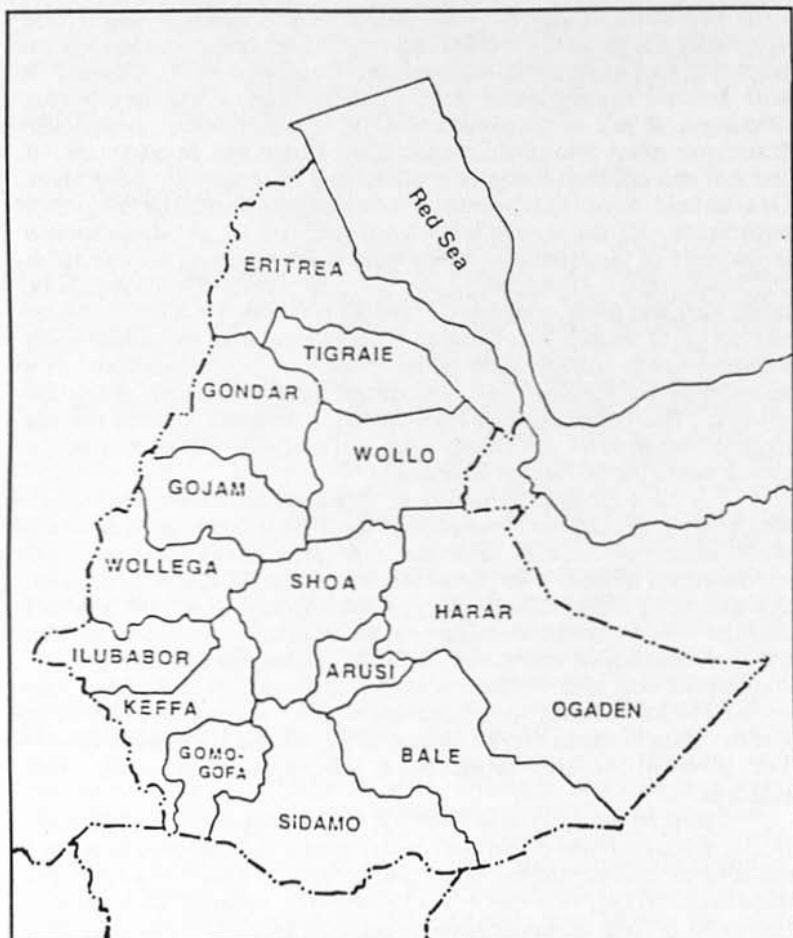 Red Sea
ERITREA
TIGRAIE
GONDAR
WOLLO
GOJAM
WOLLEGA
SHOA
HARAR
ILUBABOR
ARUSI
KEFFA
OGADEN
GOMO-
GOFA
BALE
SIDAMO